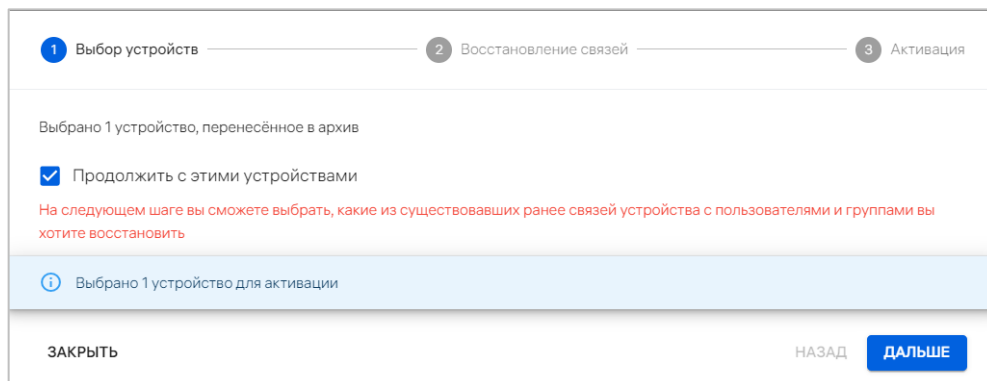 1 Выбор устройств 2 Восстановление связей 3 Активация
Выбрано 1 устройство, перенесённое в архив
Продолжить с этими устройствами
На следующем шаге вы сможете выбрать, какие из существовавших ранее связей устройства с пользователями и группами вы
хотите восстановить
Выбрано 1 устройство для активации
ЗАКРЫТЬ НАЗАД ДАЛЬШЕ